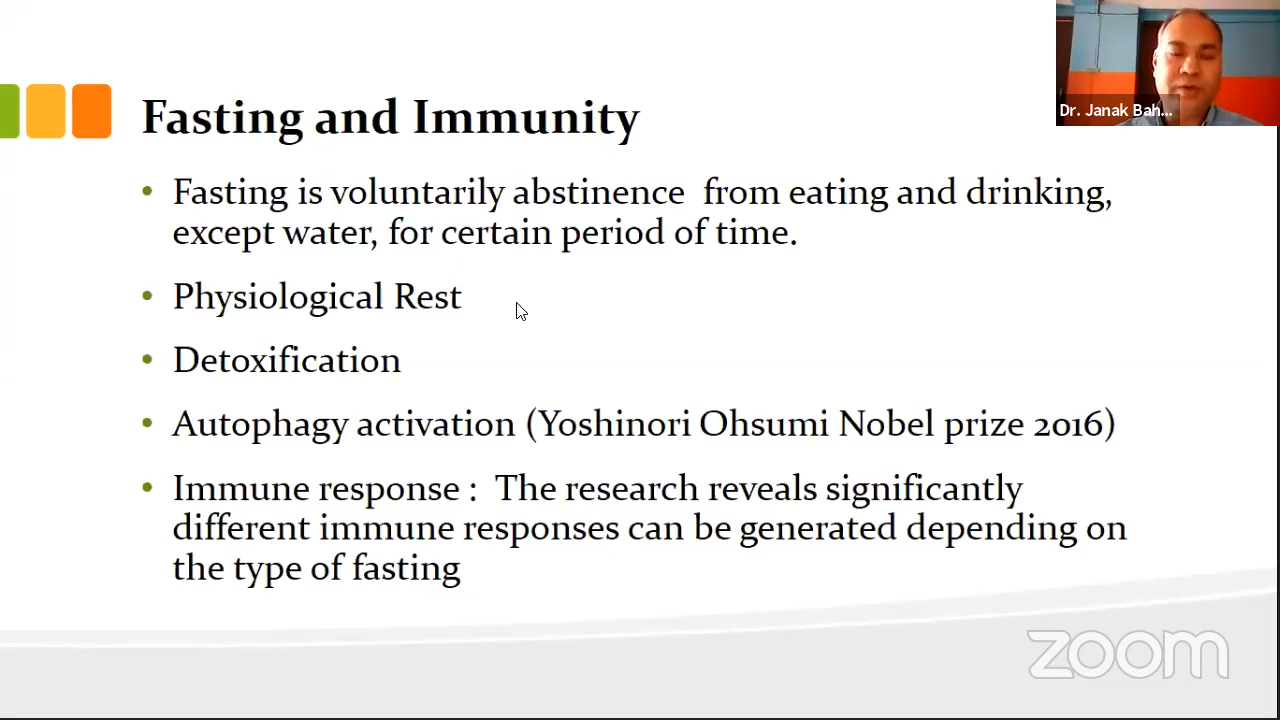 Dr. Janak Bah...
Fasting and Immunity
• Fasting is voluntarily abstinence  from eating and drinking,
except water, for certain period of time.
• Physiological Rest
• Detoxification
• Autophagy activation (Yoshinori Ohsumi Nobel prize 2016)
• Immune response :  The research reveals significantly
different immune responses can be generated depending on
the type of fasting
zoom